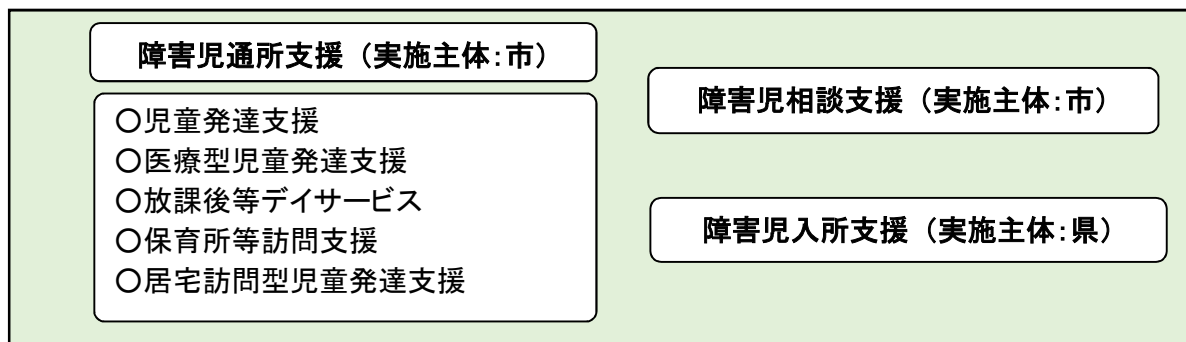 障害児通所支援（実施主体：市）
○児童発達支援
○医療型児童発達支援
○放課後等デイサービス
○保育所等訪問支援
○居宅訪問型児童発達支援
障害児相談支援（実施主体：市）
障害児入所支援（実施主体：県）